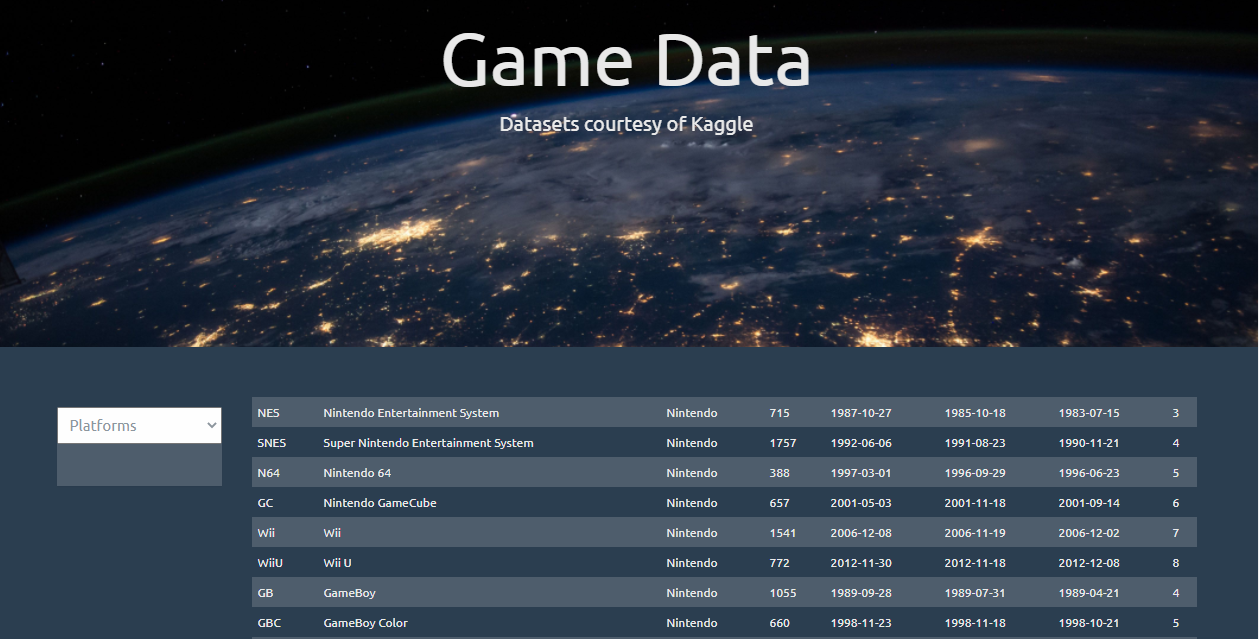 Game Data
Datasets courtesy of Kaggle
Platforms
NES Nintendo Entertainment System Nintendo 715 1987-10-27 1985-10-18 1983-07-15 3
SNES Super Nintendo Entertainment System Nintendo 1757 1992-06-06 1991-08-23 1990-11-21 4
N64 Nintendo 64 Nintendo 388 1997-03-01 1996-09-29 1996-06-23 5
GC Nintendo GameCube Nintendo 657 2001-05-03 2001-11-18 2001-09-14 6
Wii Wii Nintendo 1541 2006-12-08 2006-11-19 2006-12-02 7
WiiU Wii U Nintendo 772 2012-11-30 2012-11-18 2012-12-08 8
GB GameBoy Nintendo 1055 1989-09-28 1989-07-31 1989-04-21 4
GBC GameBoy Color Nintendo 660 1998-11-23 1998-11-18 1998-10-21 5